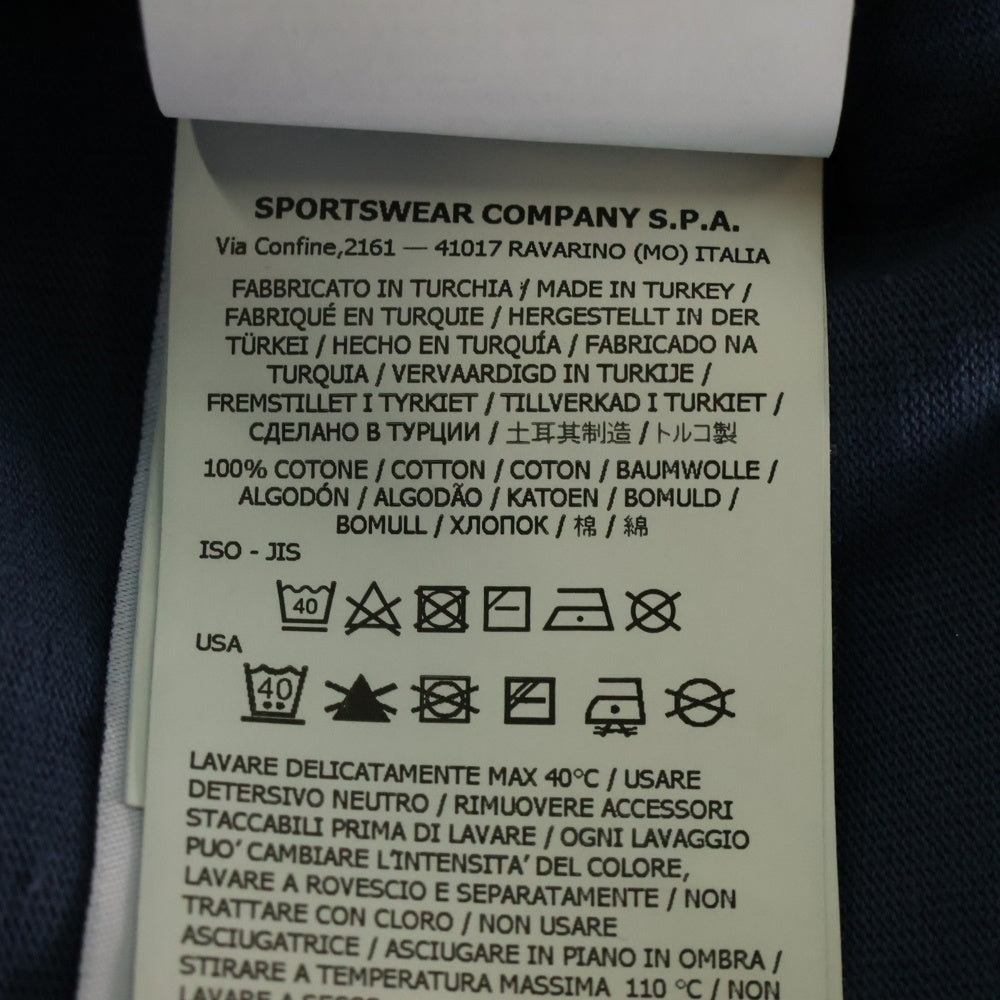 SPORTSWEAR COMPANY S.P.A.
Via Confine,2161 — 41017 RAVARINO (MO) ITALIA
FABBRICATO IN TURCHIA / MADE IN TURKEY /
FABRIQUÉ EN TURQUIE / HERGESTELLT IN DER
TÜRKEI / HECHO EN TURQUÍA / FABRICADO NA
TURQUIA / VERVAARDIGD IN TURKIJE /
FREMSTILLET I TYRKIET / TILLVERKAD I TURKIET /
СДЕЛАНО В ТУРЦИИ / 土耳其制造 / トルコ製
100% COTONE / COTTON / COTON / BAUMWOLLE /
ALGODÓN / ALGODÃO / KATOEN / BOMULD /
BOMULL / ХЛОПОК / 棉 / 綿
ISO - JIS
40
USA
40
LAVARE DELICATAMENTE MAX 40°C / USARE
DETERSIVO NEUTRO / RIMUOVERE ACCESSORI
STACCABILI PRIMA DI LAVARE / OGNI LAVAGGIO
PUO' CAMBIARE L'INTENSITA' DEL COLORE,
LAVARE A ROVESCIO E SEPARATAMENTE / NON
TRATTARE CON CLORO / NON USARE
ASCIUGATRICE / ASCIUGARE IN PIANO IN OMBRA /
STIRARE A TEMPERATURA MASSIMA 110 °C / NON
LAVARE A SECCO